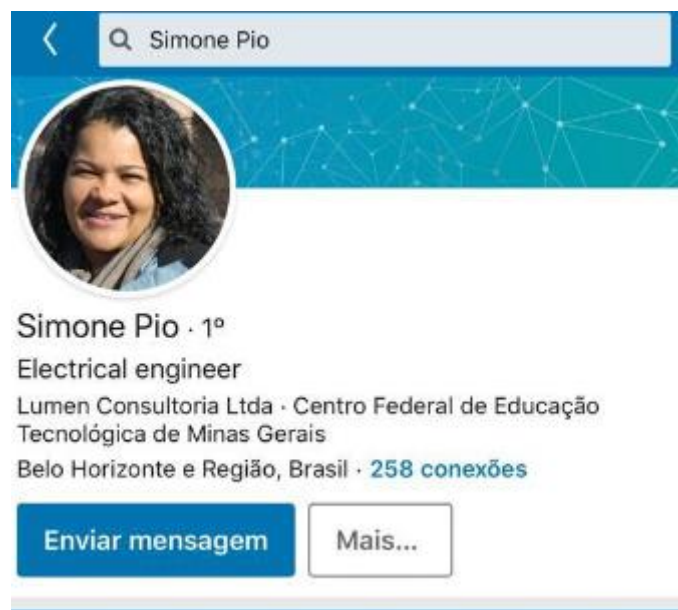 Simone Pio
Simone Pio · 1º
Electrical engineer
Lumen Consultoria Ltda · Centro Federal de Educação
Tecnológica de Minas Gerais
Belo Horizonte e Região, Brasil · 258 conexões
Enviar mensagem Mais...